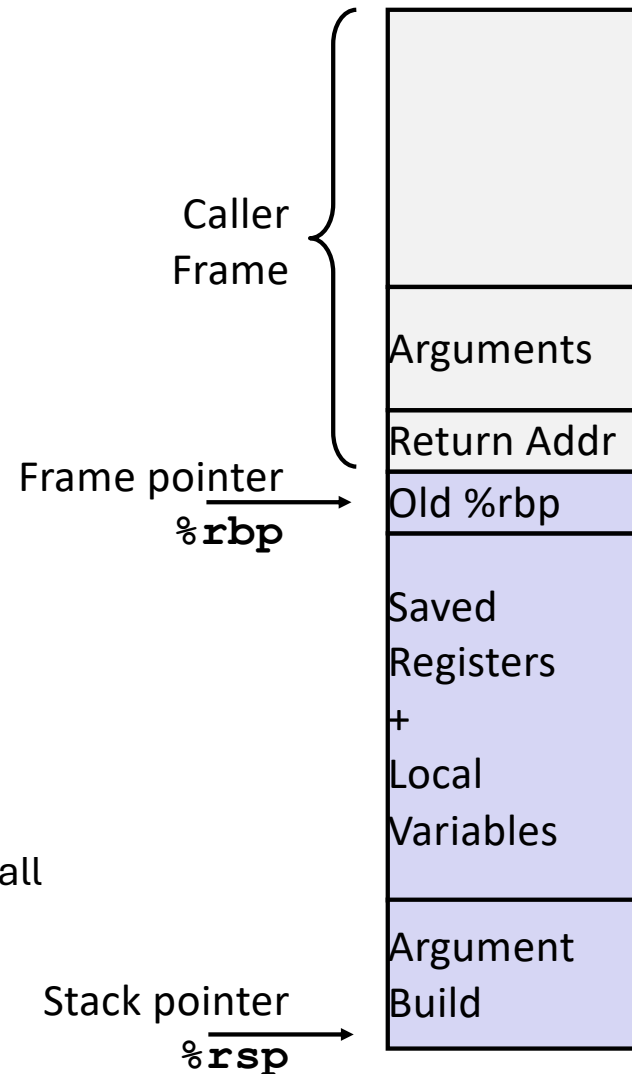 Caller
Frame
Arguments
Return Addr
Frame pointer
%rbp
Old %rbp
Saved
Registers
+
Local
Variables
all
Argument
Build
Stack pointer
%rsp